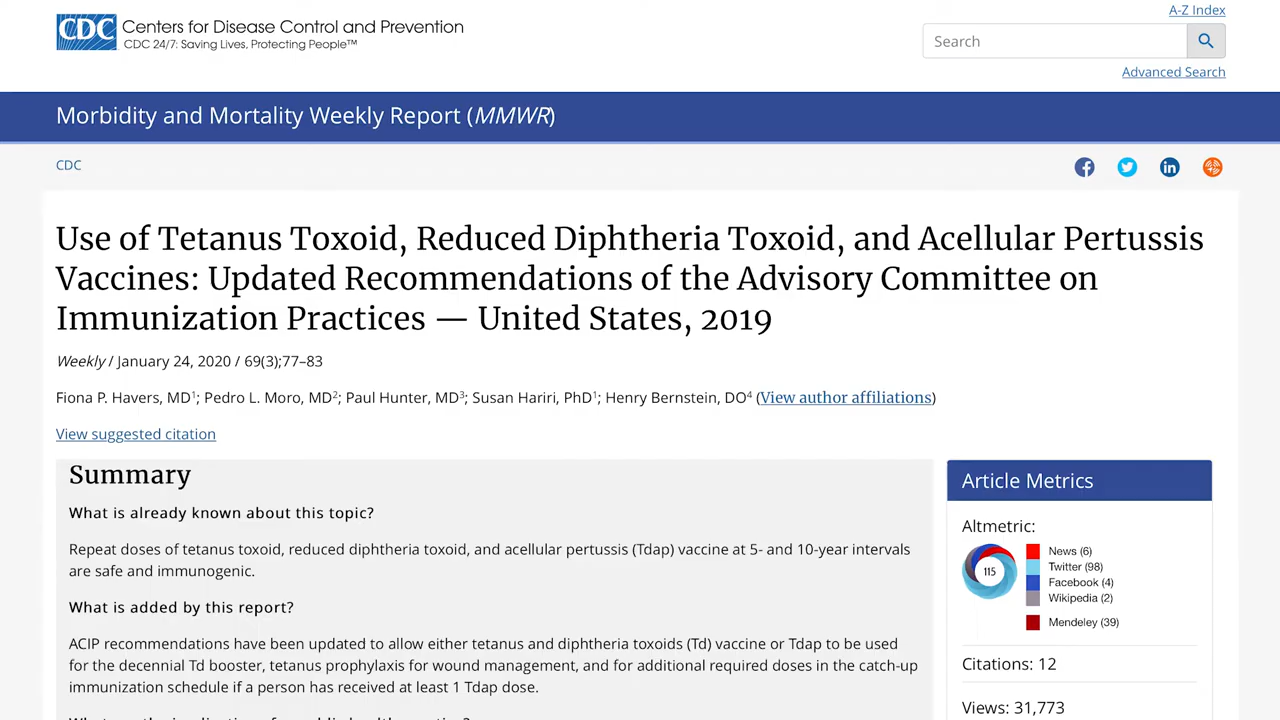 CDC
Centers for Disease Control and Prevention
CDC 24/7: Saving Lives, Protecting People™
A-Z Index
Search
Advanced Search
Morbidity and Mortality Weekly Report (MMWR)
CDC
Use of Tetanus Toxoid, Reduced Diphtheria Toxoid, and Acellular Pertussis
Vaccines: Updated Recommendations of the Advisory Committee on
Immunization Practices — United States, 2019
Weekly / January 24, 2020 / 69(3);77–83
Fiona P. Havers, MD¹; Pedro L. Moro, MD²; Paul Hunter, MD³; Susan Hariri, PhD¹; Henry Bernstein, DO⁴ (View author affiliations)
View suggested citation
Summary
What is already known about this topic?
Repeat doses of tetanus toxoid, reduced diphtheria toxoid, and acellular pertussis (Tdap) vaccine at 5- and 10-year intervals
are safe and immunogenic.
What is added by this report?
ACIP recommendations have been updated to allow either tetanus and diphtheria toxoids (Td) vaccine or Tdap to be used
for the decennial Td booster, tetanus prophylaxis for wound management, and for additional required doses in the catch-up
immunization schedule if a person has received at least 1 Tdap dose.
Article Metrics
Altmetric:
115
News (6)
Twitter (98)
Facebook (4)
Wikipedia (2)
Mendeley (39)
Citations: 12
Views: 31,773